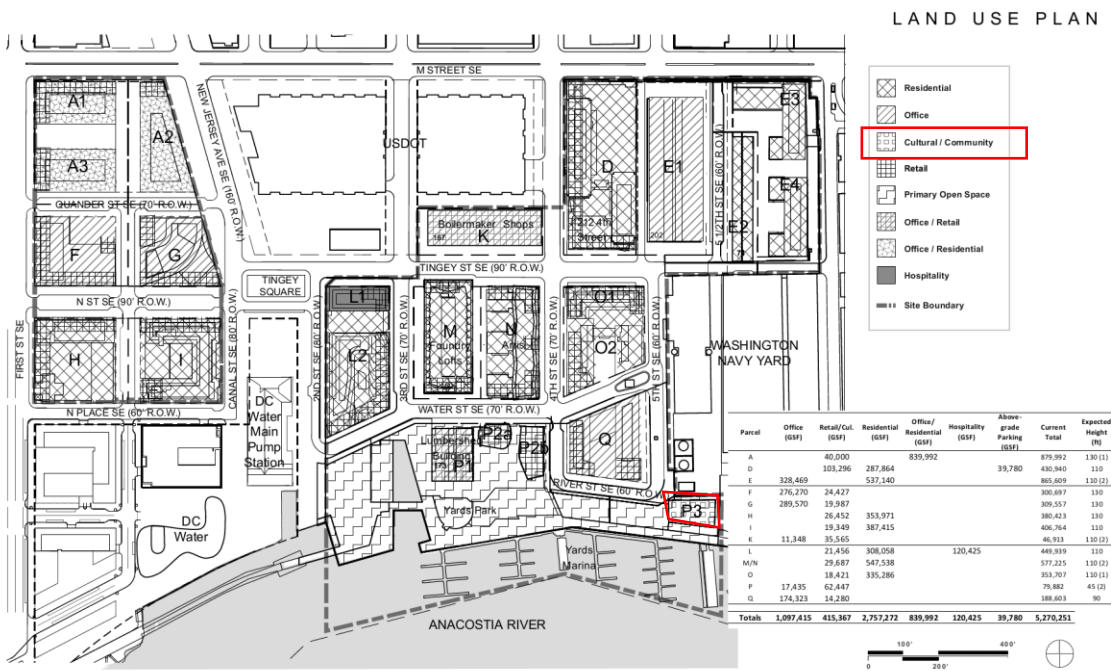 LAND USE PLAN
Residential
Office
Cultural / Community
Retail
Primary Open Space
Office / Retail
Office / Residential
Hospitality
Site Boundary
M STREET SE
A1
A2
A3
NEW JERSEY AVE SE (160' R.O.W.)
USDOT
D
E1
E2
E3
E4
5 1/2TH ST SE (60' R.O.W.)
QUANDER ST SE (70' R.O.W.)
Boilermaker Shops
167
K
1212 4th
Street
202
F
G
TINGEY ST SE (90' R.O.W.)
TINGEY
SQUARE
N ST SE (90' R.O.W.)
FIRST ST SE
H
I
CANAL ST SE (80' R.O.W.)
2ND ST SE (80' R.O.W.)
L1
L2
3RD ST SE (70' R.O.W.)
M
Foundry
Lofts
N
Arris
4TH ST SE (70' R.O.W.)
O1
O2
5TH ST SE (60' R.O.W.)
WASHINGTON
NAVY YARD
N PLACE SE (60' R.O.W.)
DC
Water
Main
Pump
Station
WATER ST SE (70' R.O.W.)
Lumbershed
Building
173
P1
P2a
P2b
Q
RIVER ST SE (60' R.O.W.)
P3
DC
Water
Yards Park
Yards
Marina
ANACOSTIA RIVER
Parcel Office (GSF) Retail/Cul. (GSF) Residential (GSF) Office/ Residential (GSF) Hospitality (GSF) Above-grade Parking (GSF) Current Total Expected Height (ft)
A 40,000 839,992 879,992 130 (1)
D 103,296 287,864 39,780 430,940 110
E 328,469 537,140 865,609 110 (2)
F 276,270 24,427 300,697 130
G 289,570 19,987 309,557 130
H 26,452 353,971 380,423 130
I 19,349 387,415 406,764 110
K 11,348 35,565 46,913 110 (2)
L 21,456 308,058 120,425 449,939 110
M/N 29,687 547,538 577,225 110 (2)
O 18,421 335,286 353,707 110 (1)
P 17,435 62,447 79,882 45 (2)
Q 174,323 14,280 188,603 90
Totals 1,097,415 415,367 2,757,272 839,992 120,425 39,780 5,270,251
100' 400'
0 200'